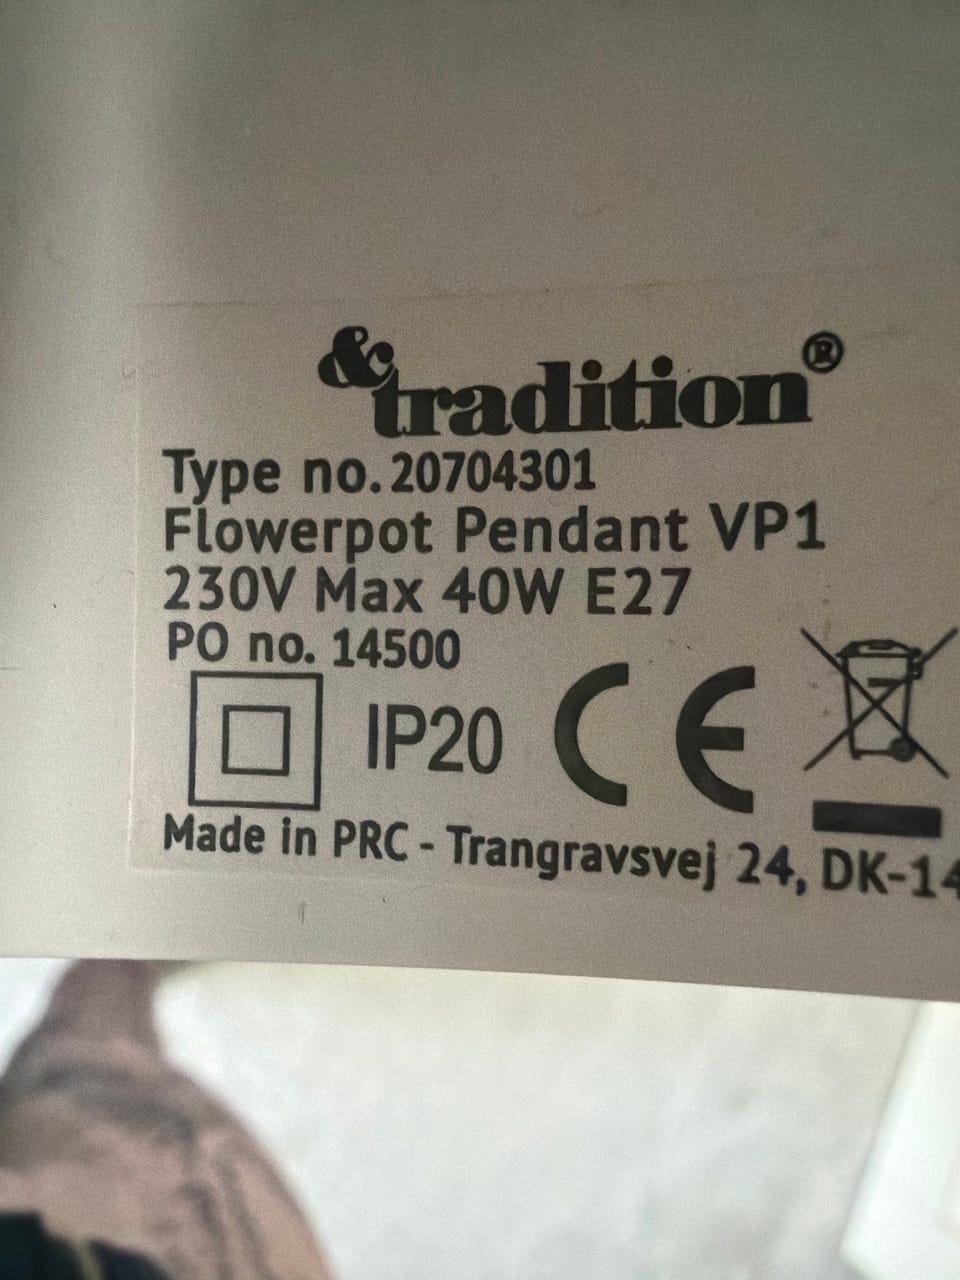 &tradition®
Type no. 20704301
Flowerpot Pendant VP1
230V Max 40W E27
PO no. 14500
IP20 CE
Made in PRC - Trangravsvej 24, DK-14